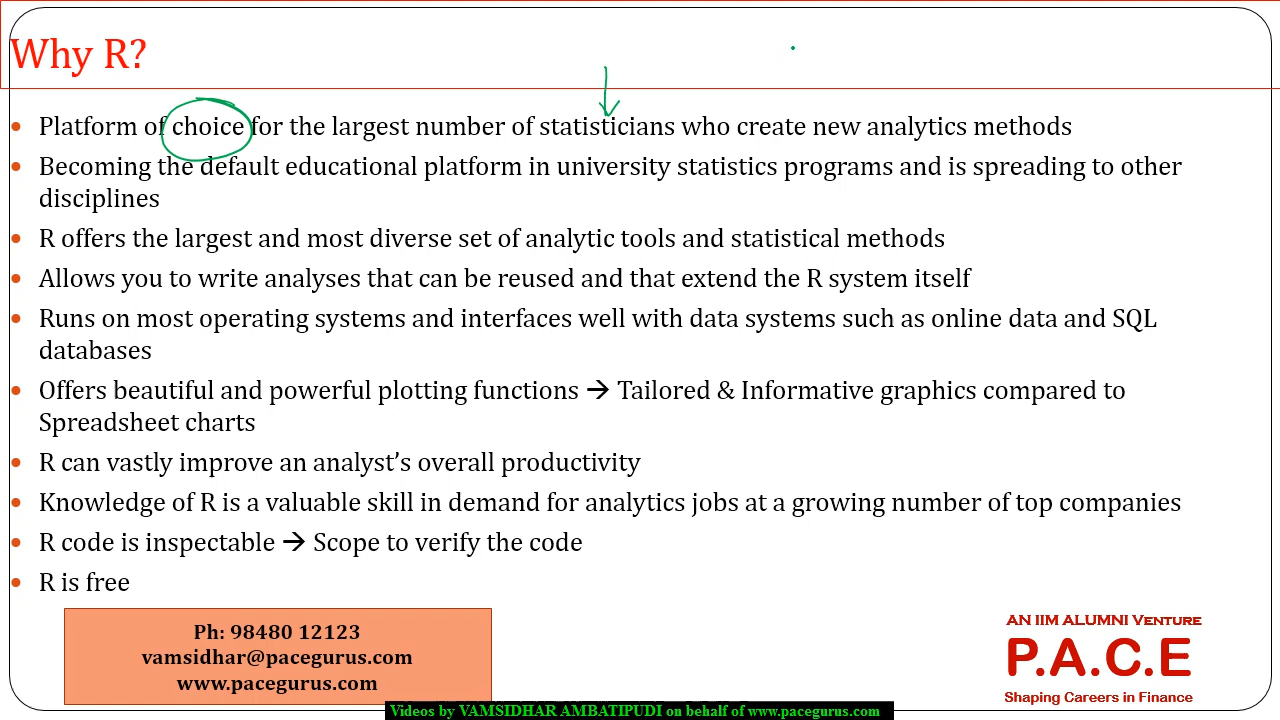 Why R?
• Platform of choice for the largest number of statisticians who create new analytics methods
• Becoming the default educational platform in university statistics programs and is spreading to other
disciplines
• R offers the largest and most diverse set of analytic tools and statistical methods
• Allows you to write analyses that can be reused and that extend the R system itself
• Runs on most operating systems and interfaces well with data systems such as online data and SQL
databases
• Offers beautiful and powerful plotting functions → Tailored & Informative graphics compared to
Spreadsheet charts
• R can vastly improve an analyst’s overall productivity
• Knowledge of R is a valuable skill in demand for analytics jobs at a growing number of top companies
• R code is inspectable → Scope to verify the code
• R is free
Ph: 98480 12123
vamsidhar@pacegurus.com
www.pacegurus.com
AN IIM ALUMNI VENTURE
P.A.C.E
Shaping Careers in Finance
Videos by VAMSIDHAR AMBATIPUDI on behalf of www.pacegurus.com